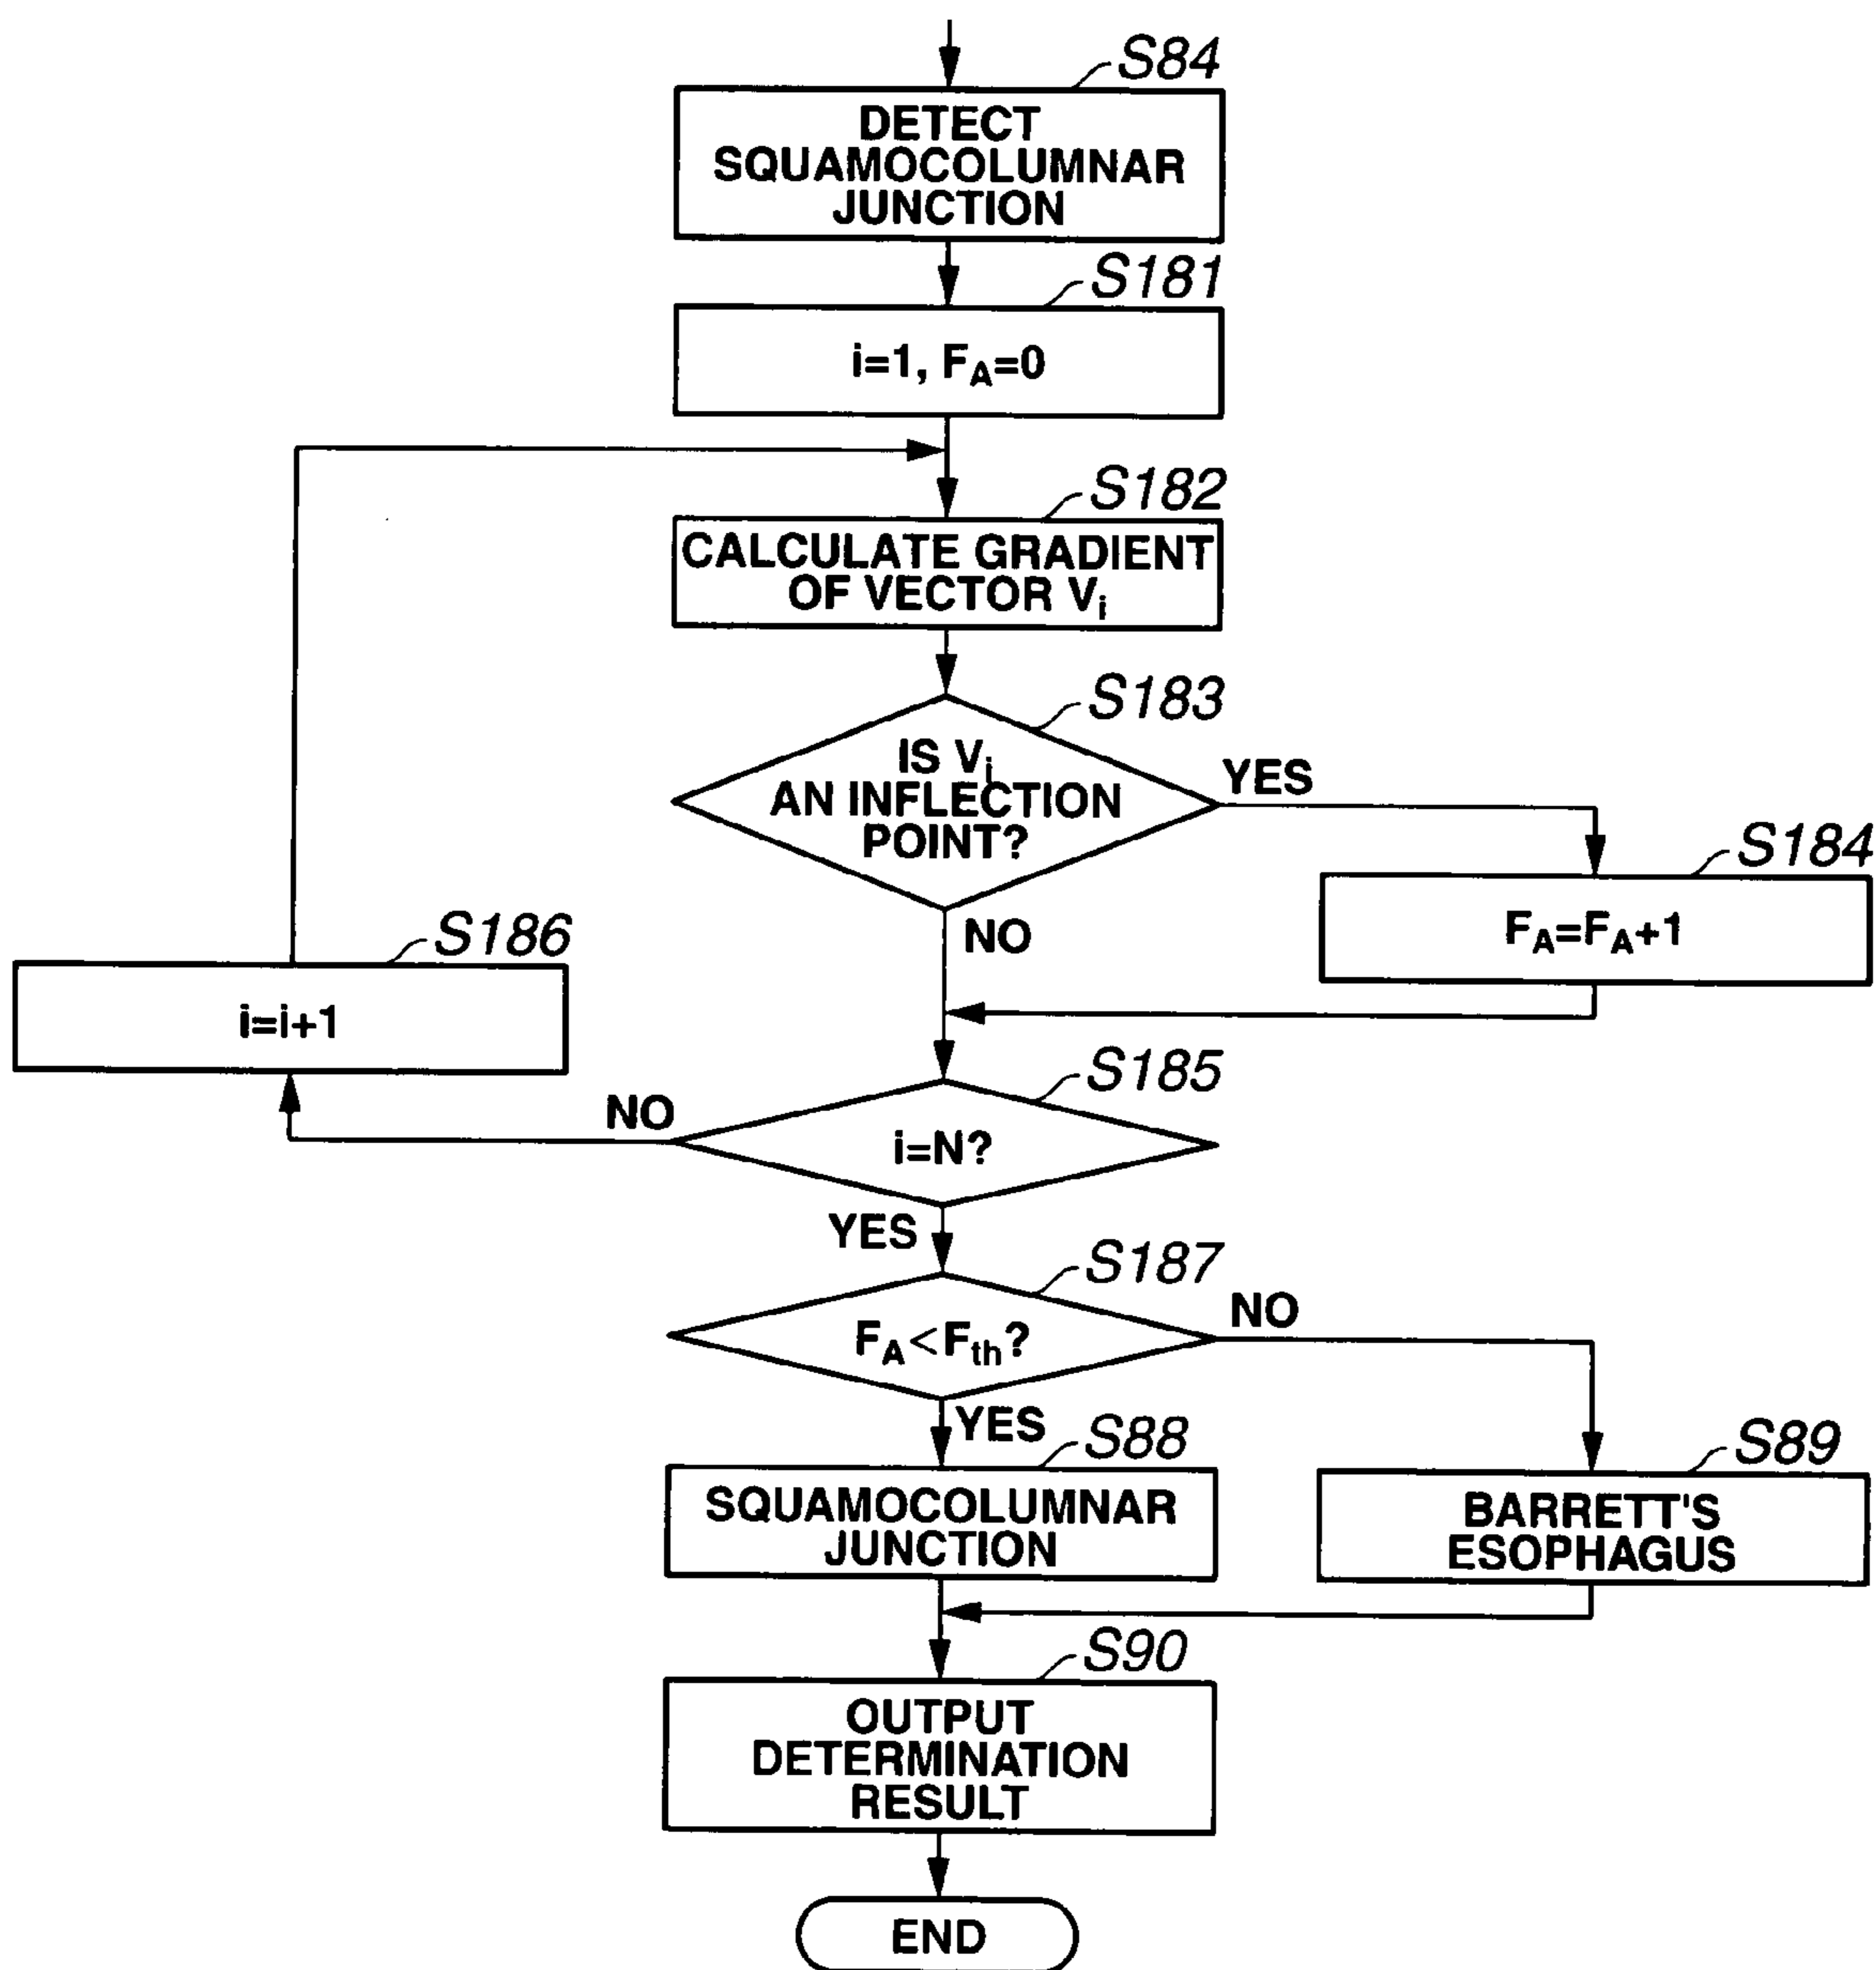 S84
DETECT
SQUAMOCOLUMNAR
JUNCTION
S181
i=1, FA=0
S182
CALCULATE GRADIENT
OF VECTOR Vi
S183
IS Vi
AN INFLECTION
POINT?
YES
S184
FA=FA+1
NO
S186
i=i+1
S185
NO
i=N?
YES
S187
NO
FA<Fth?
YES
S88
SQUAMOCOLUMNAR
JUNCTION
S89
BARRETT'S
ESOPHAGUS
S90
OUTPUT
DETERMINATION
RESULT
END